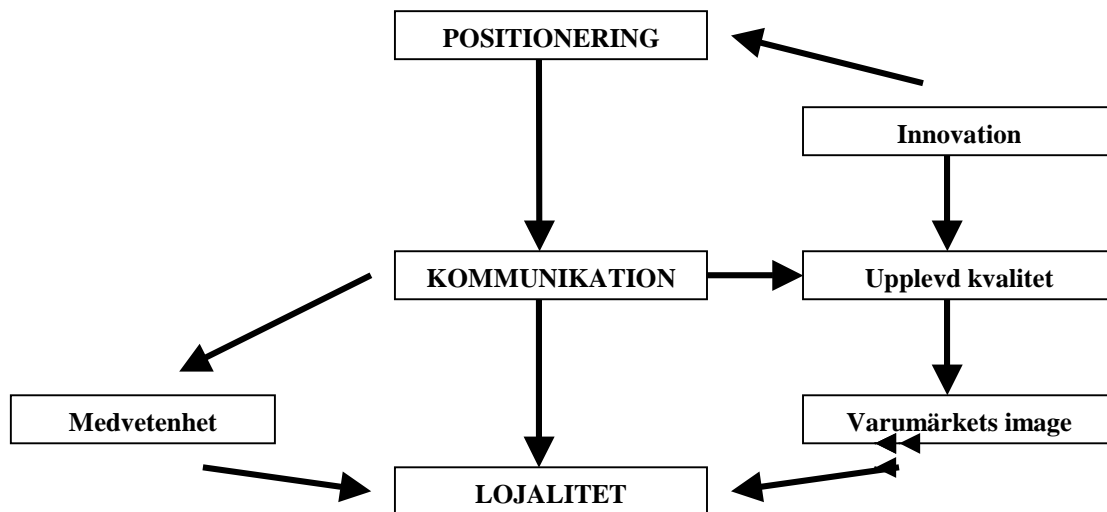 POSITIONERING
Innovation
KOMMUNIKATION
Upplevd kvalitet
Medvetenhet
Varumärkets image
LOJALITET